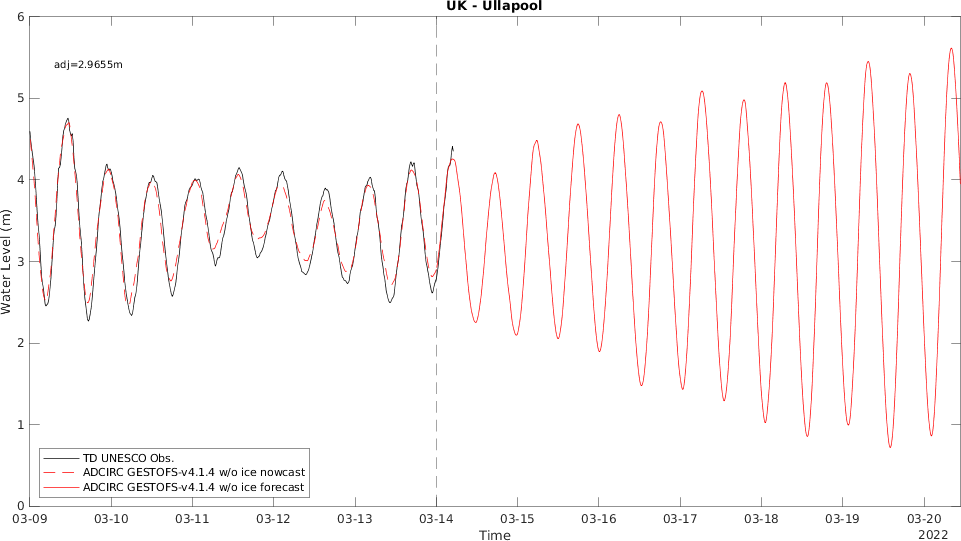 UK - Ullapool
6
adj=2.9655m
5
4
3
2
1
0
Water Level (m)
TD UNESCO Obs.
ADCIRC GESTOFS-v4.1.4 w/o ice nowcast
ADCIRC GESTOFS-v4.1.4 w/o ice forecast
03-09 03-10 03-11 03-12 03-13 03-14 03-15 03-16 03-17 03-18 03-19 03-20
Time
2022